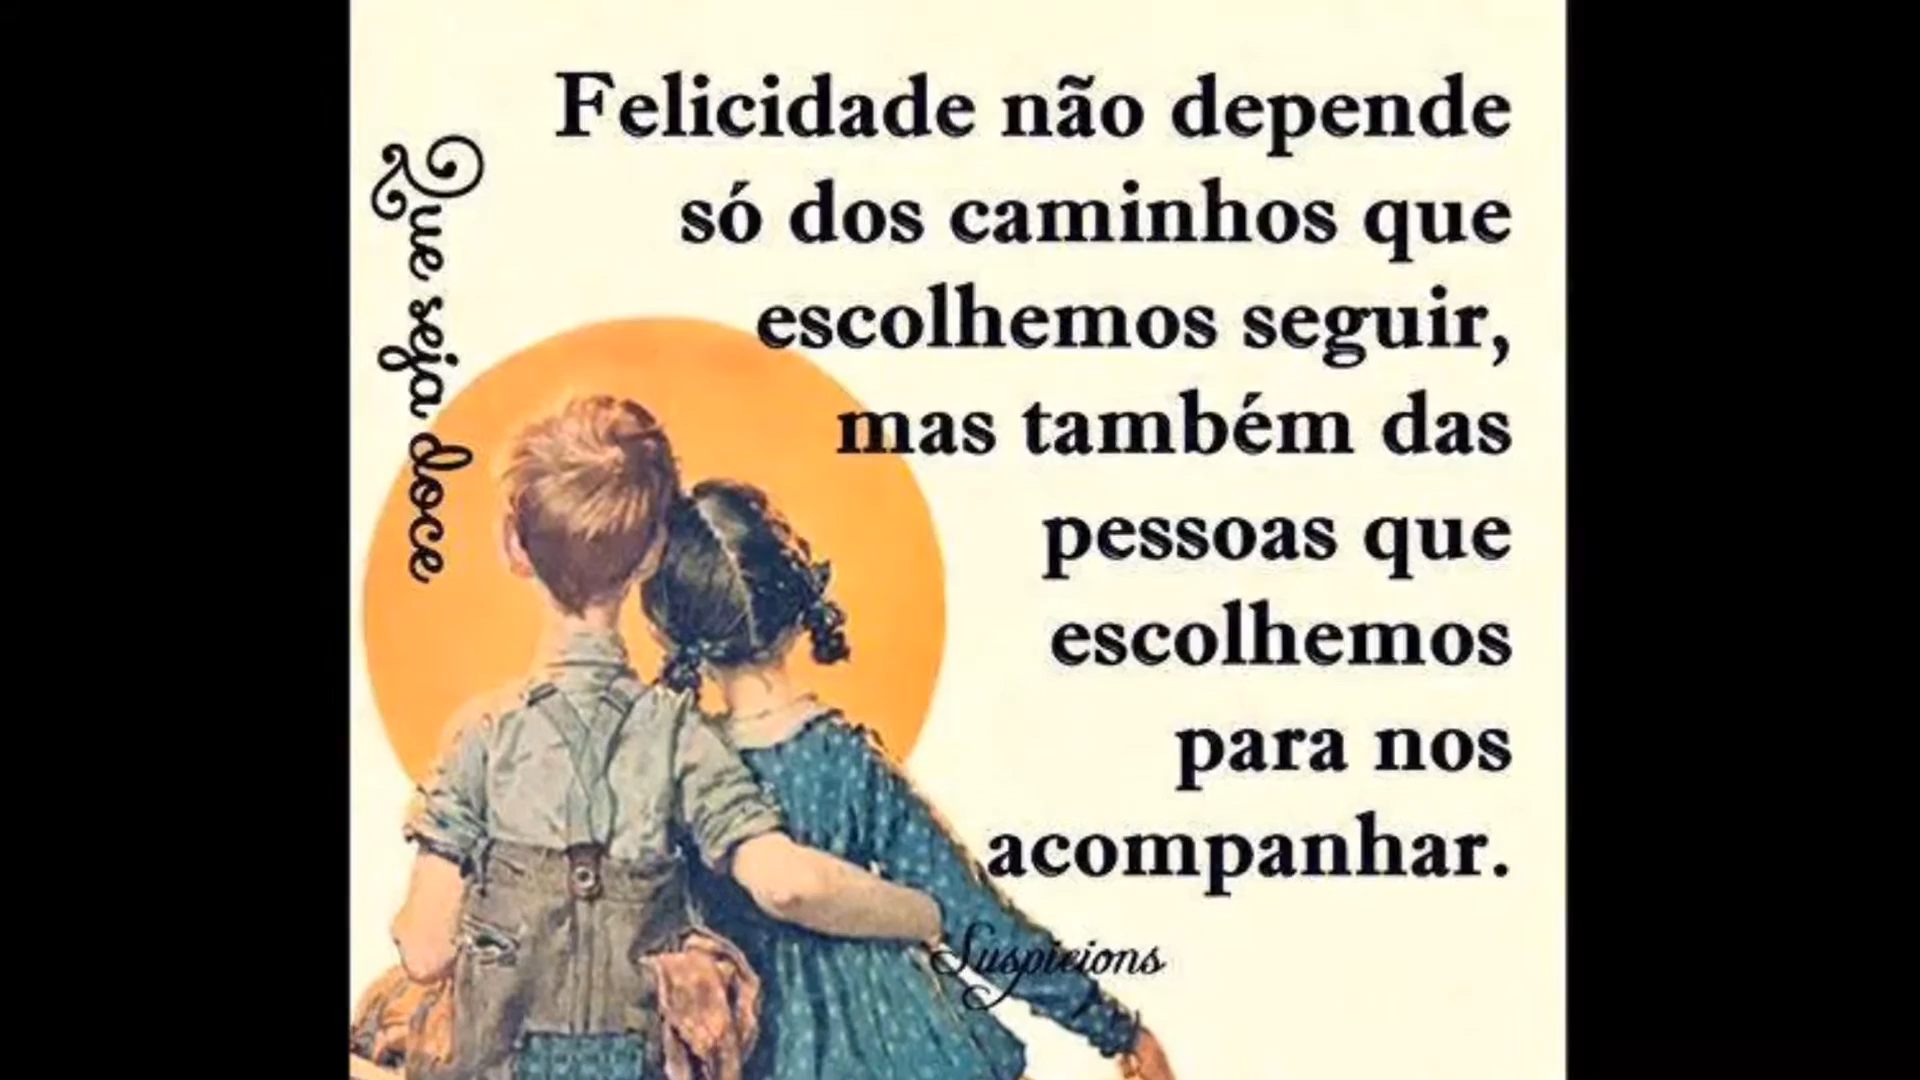 Felicidade não depende
só dos caminhos que
escolhemos seguir,
mas também das
pessoas que
escolhemos
para nos
acompanhar.
Que seja doce
Suspicions